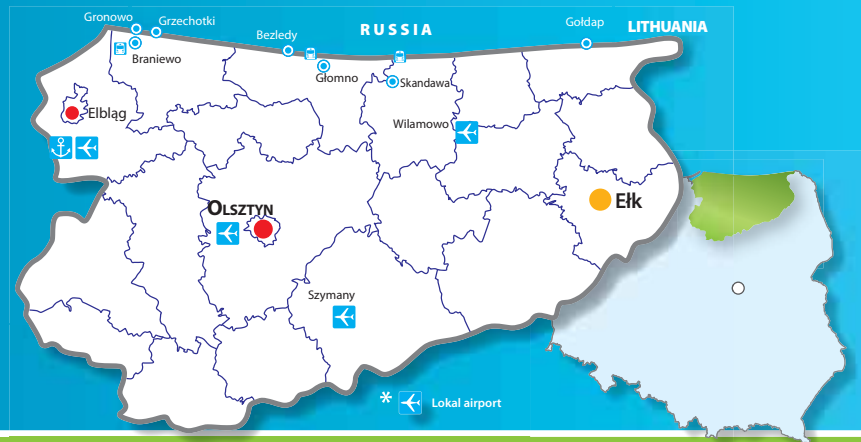 Gronowo
Grzechotki
Bezledy
RUSSIA
Gołdap
LITHUANIA
Braniewo
Głomno
Skandawa
Elbląg
Wilamowo
OLSZTYN
Ełk
Szymany
* Lokal airport